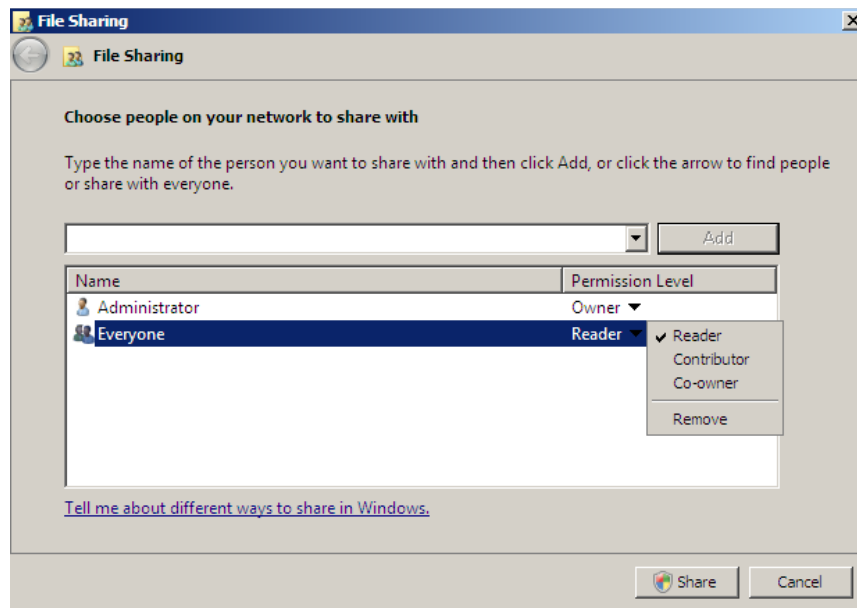 File Sharing
File Sharing
Choose people on your network to share with
Type the name of the person you want to share with and then click Add, or click the arrow to find people
or share with everyone.
Add
Name Permission Level
Administrator Owner
Everyone Reader
Reader
Contributor
Co-owner
Remove
Tell me about different ways to share in Windows.
Share Cancel